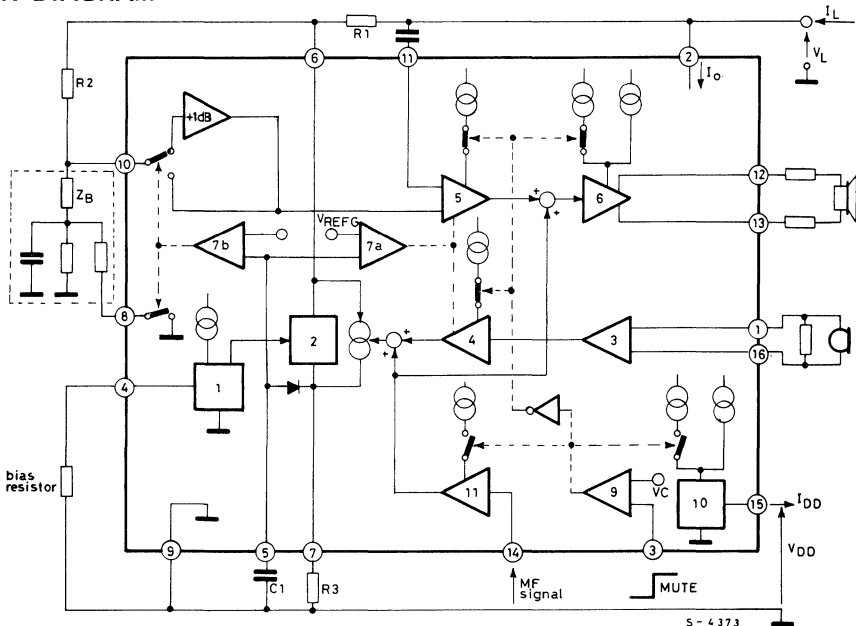 R1
I_L
6
11
2
V_L
R2
I_o
+1dB
10
Z_B
5
+
+
6
12
13
V_REFG
7b
7a
8
2
+
+
4
3
1
16
4
1
bias
resistor
11
9
VC
10
15
I_DD
9
5
7
14
3
V_DD
C1
R3
MF
signal
MUTE
S-4373